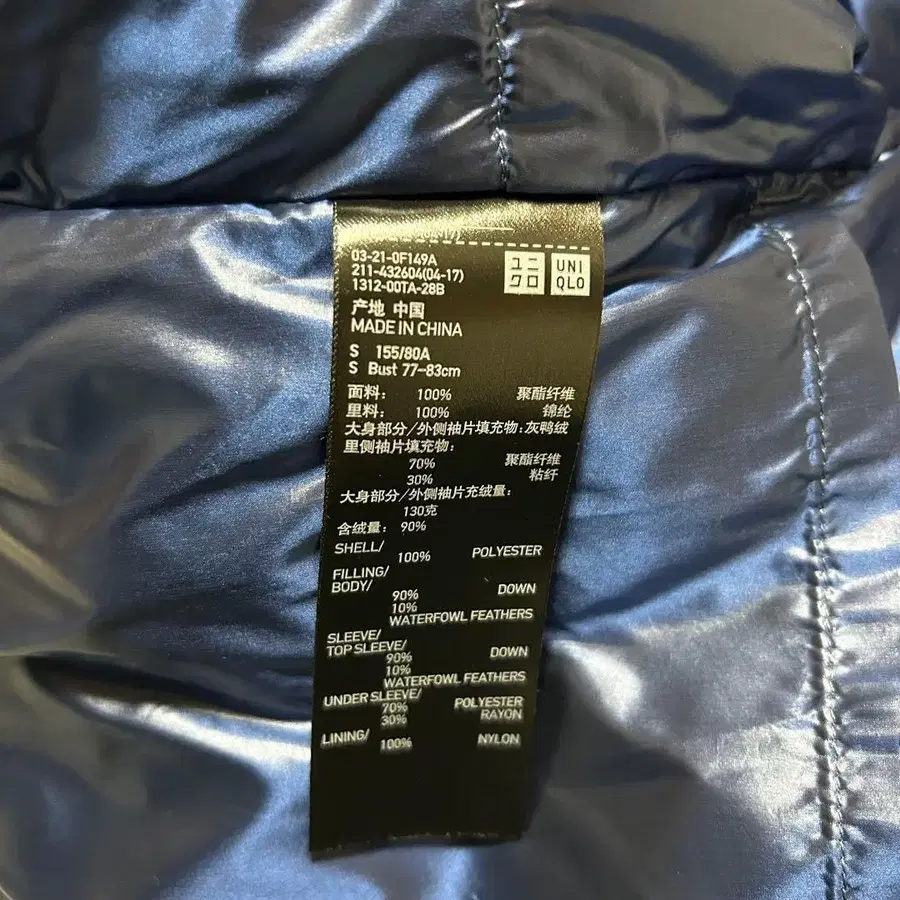 03-21-0F149A
211-432604(04-17)
1312-00TA-28B
ユニ
クロ
UNI
QLO
产地 中国
MADE IN CHINA
S 155/80A
S Bust 77-83cm
面料: 100% 聚酯纤维
里料: 100% 锦纶
大身部分/外侧袖片填充物:灰鸭绒
里侧袖片填充物:
70% 聚酯纤维
30% 粘纤
大身部分/外侧袖片充绒量:
130克
含绒量: 90%
SHELL/
100% POLYESTER
FILLING/
BODY/
90% DOWN
10%
WATERFOWL FEATHERS
SLEEVE/
TOP SLEEVE/
90% DOWN
10%
WATERFOWL FEATHERS
UNDER SLEEVE/
70% POLYESTER
30% RAYON
LINING/
100% NYLON